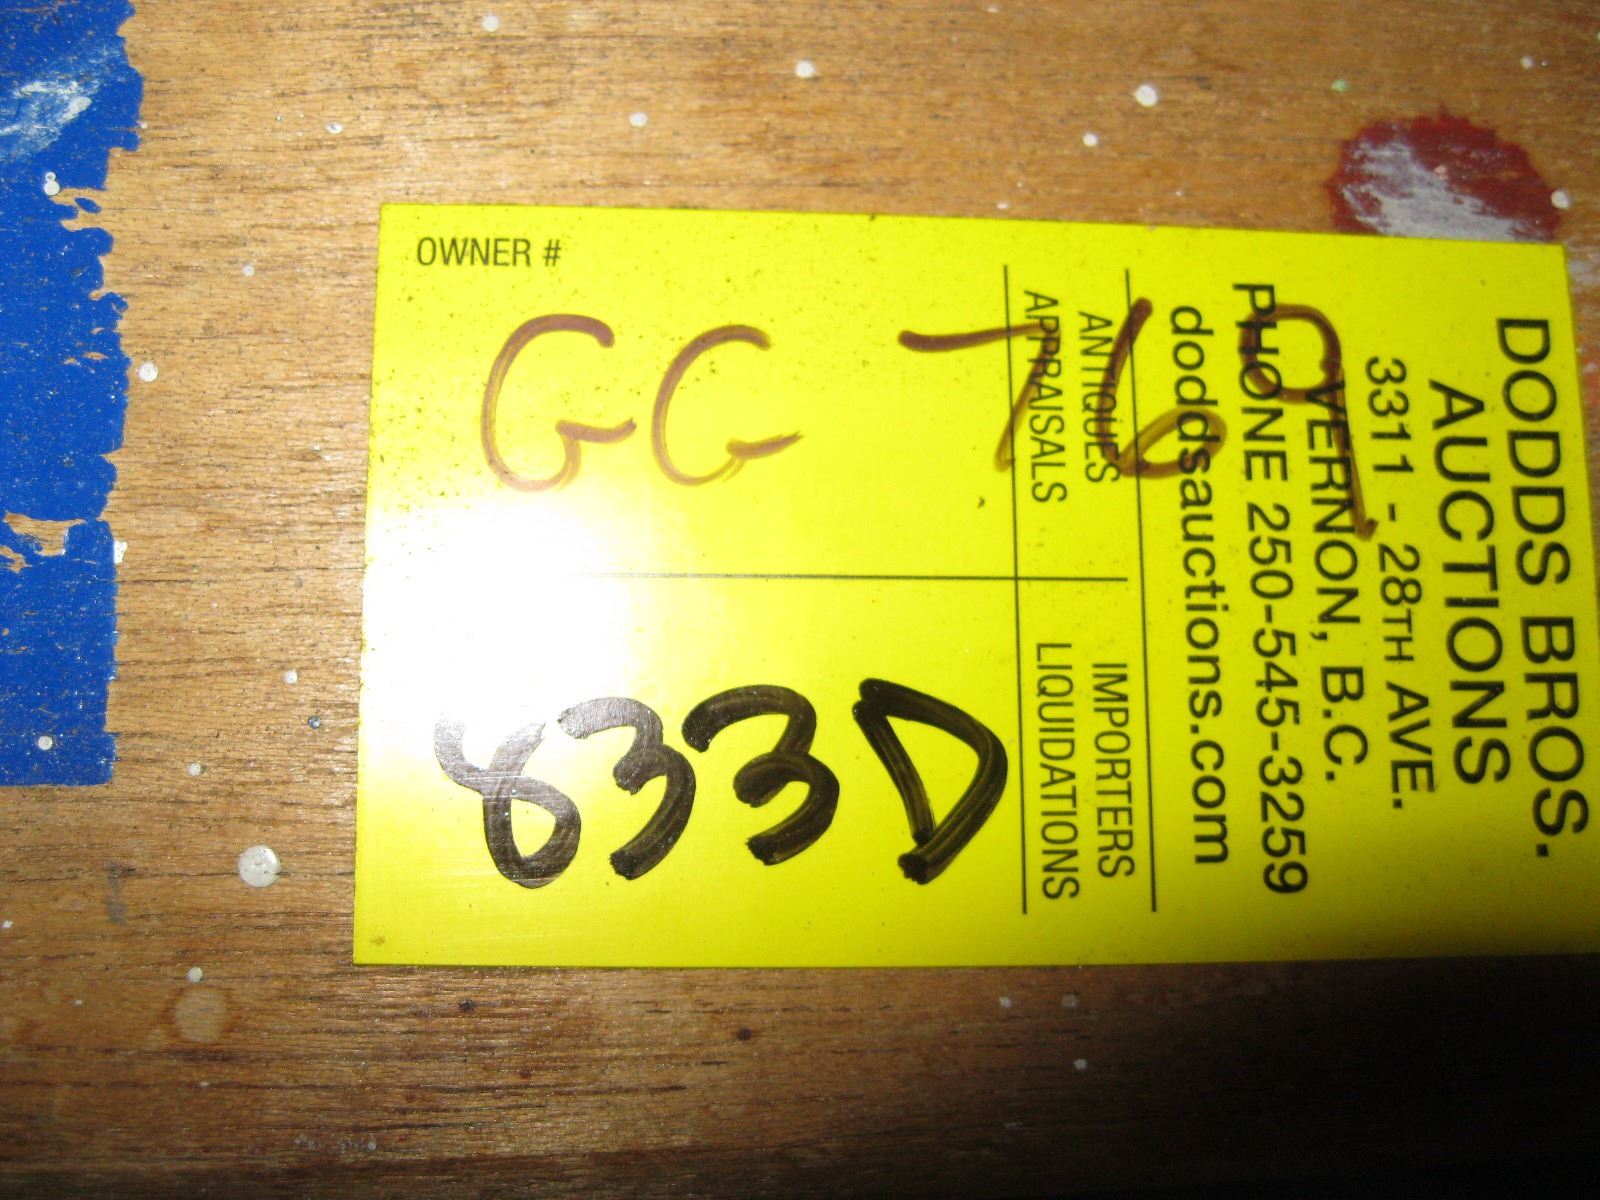 DODDS BROS.
AUCTIONS
3311 - 28TH AVE.
VERNON, B.C.
PHONE 250-545-3259
doddsauctions.com
ANTIQUES
APPRAISALS
IMPORTERS
LIQUIDATIONS
OWNER #
GG 769
833D